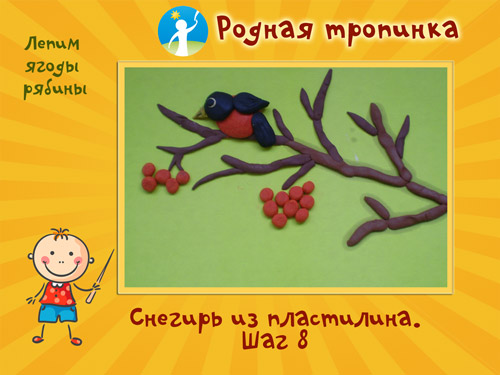 Родная тропинка
Лепим
ягоды
рябины
Снегирь из пластилина.
Шаг 8